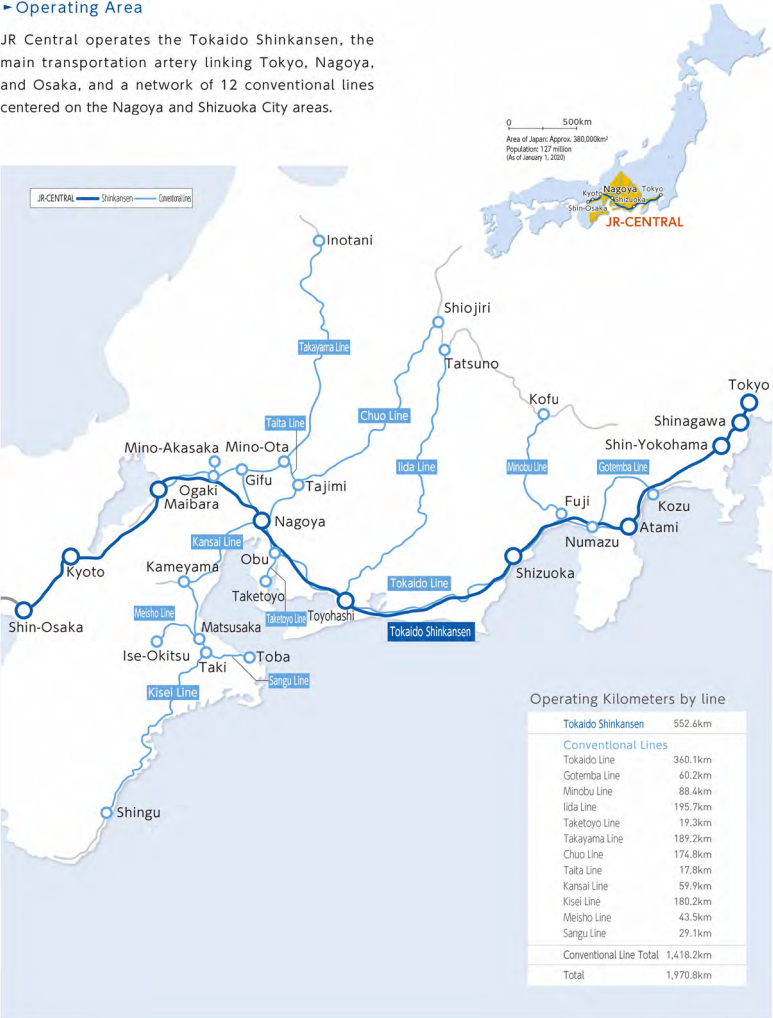 ►Operating Area
JR Central operates the Tokaido Shinkansen, the
main transportation artery linking Tokyo, Nagoya,
and Osaka, and a network of 12 conventional lines
centered on the Nagoya and Shizuoka City areas.
0 500km
Area of Japan: Approx. 380,000km²
Population: 127 million
(As of January 1, 2020)
Kyoto Nagoya Tokyo
Shizuoka
Shin-Osaka
JR-CENTRAL
JR-CENTRAL Shinkansen Conventional Lines
Inotani
Shiojiri
Takayama Line
Tatsuno
Tokyo
Kofu
Chuo Line
Taita Line
Shinagawa
Shin-Yokohama
Mino-Akasaka Mino-Ota
Iida Line
Minobu Line
Gotemba Line
Gifu
Tajimi
Ogaki
Maibara
Fuji
Kozu
Nagoya
Atami
Numazu
Kansai Line
Obu
Kameyama
Kyoto
Shizuoka
Tokaido Line
Taketoyo
Meisho Line
Taketoyo Line
Toyohashi
Shin-Osaka
Matsusaka
Tokaido Shinkansen
Ise-Okitsu
Taki
Toba
Sangu Line
Kisei Line
Shingu
Operating Kilometers by line
Tokaido Shinkansen 552.6km
Conventional Lines
Tokaido Line 360.1km
Gotemba Line 60.2km
Minobu Line 88.4km
Iida Line 195.7km
Taketoyo Line 19.3km
Takayama Line 189.2km
Chuo Line 174.8km
Taita Line 17.8km
Kansai Line 59.9km
Kisei Line 180.2km
Meisho Line 43.5km
Sangu Line 29.1km
Conventional Line Total 1,418.2km
Total 1,970.8km